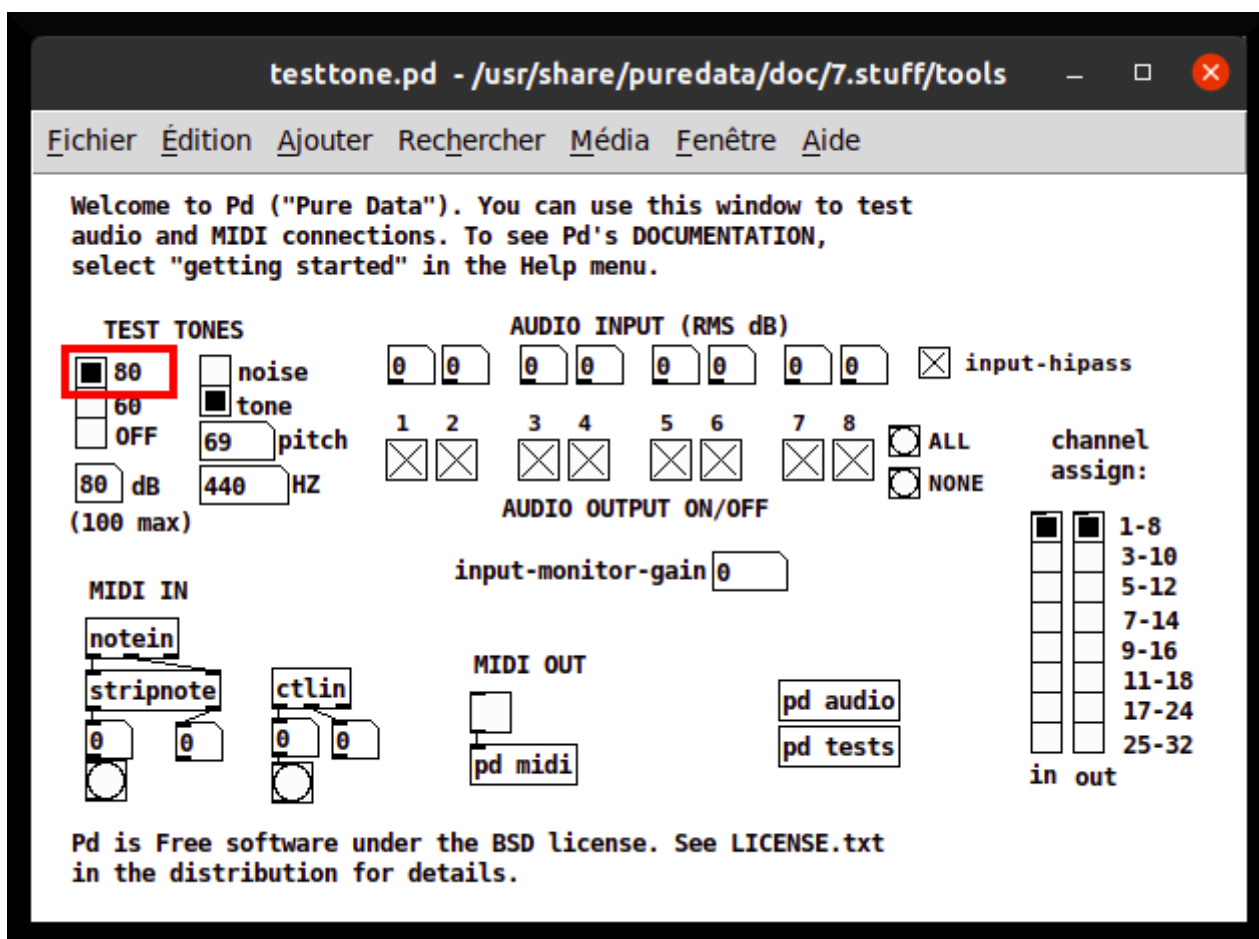 testtone.pd - /usr/share/puredata/doc/7.stuff/tools
Fichier Édition Ajouter Rechercher Média Fenêtre Aide
Welcome to Pd ("Pure Data"). You can use this window to test
audio and MIDI connections. To see Pd's DOCUMENTATION,
select "getting started" in the Help menu.
TEST TONES
80
60
OFF
80 dB
(100 max)
noise
tone
69 pitch
440 HZ
AUDIO INPUT (RMS dB)
0 0 0 0 0 0 0 0
input-hipass
1 2 3 4 5 6 7 8
ALL
NONE
AUDIO OUTPUT ON/OFF
input-monitor-gain 0
channel
assign:
1-8
3-10
5-12
7-14
9-16
11-18
17-24
25-32
in out
MIDI IN
notein
stripnote
0 0
ctlin
0 0
MIDI OUT
pd midi
pd audio
pd tests
Pd is Free software under the BSD license. See LICENSE.txt
in the distribution for details.